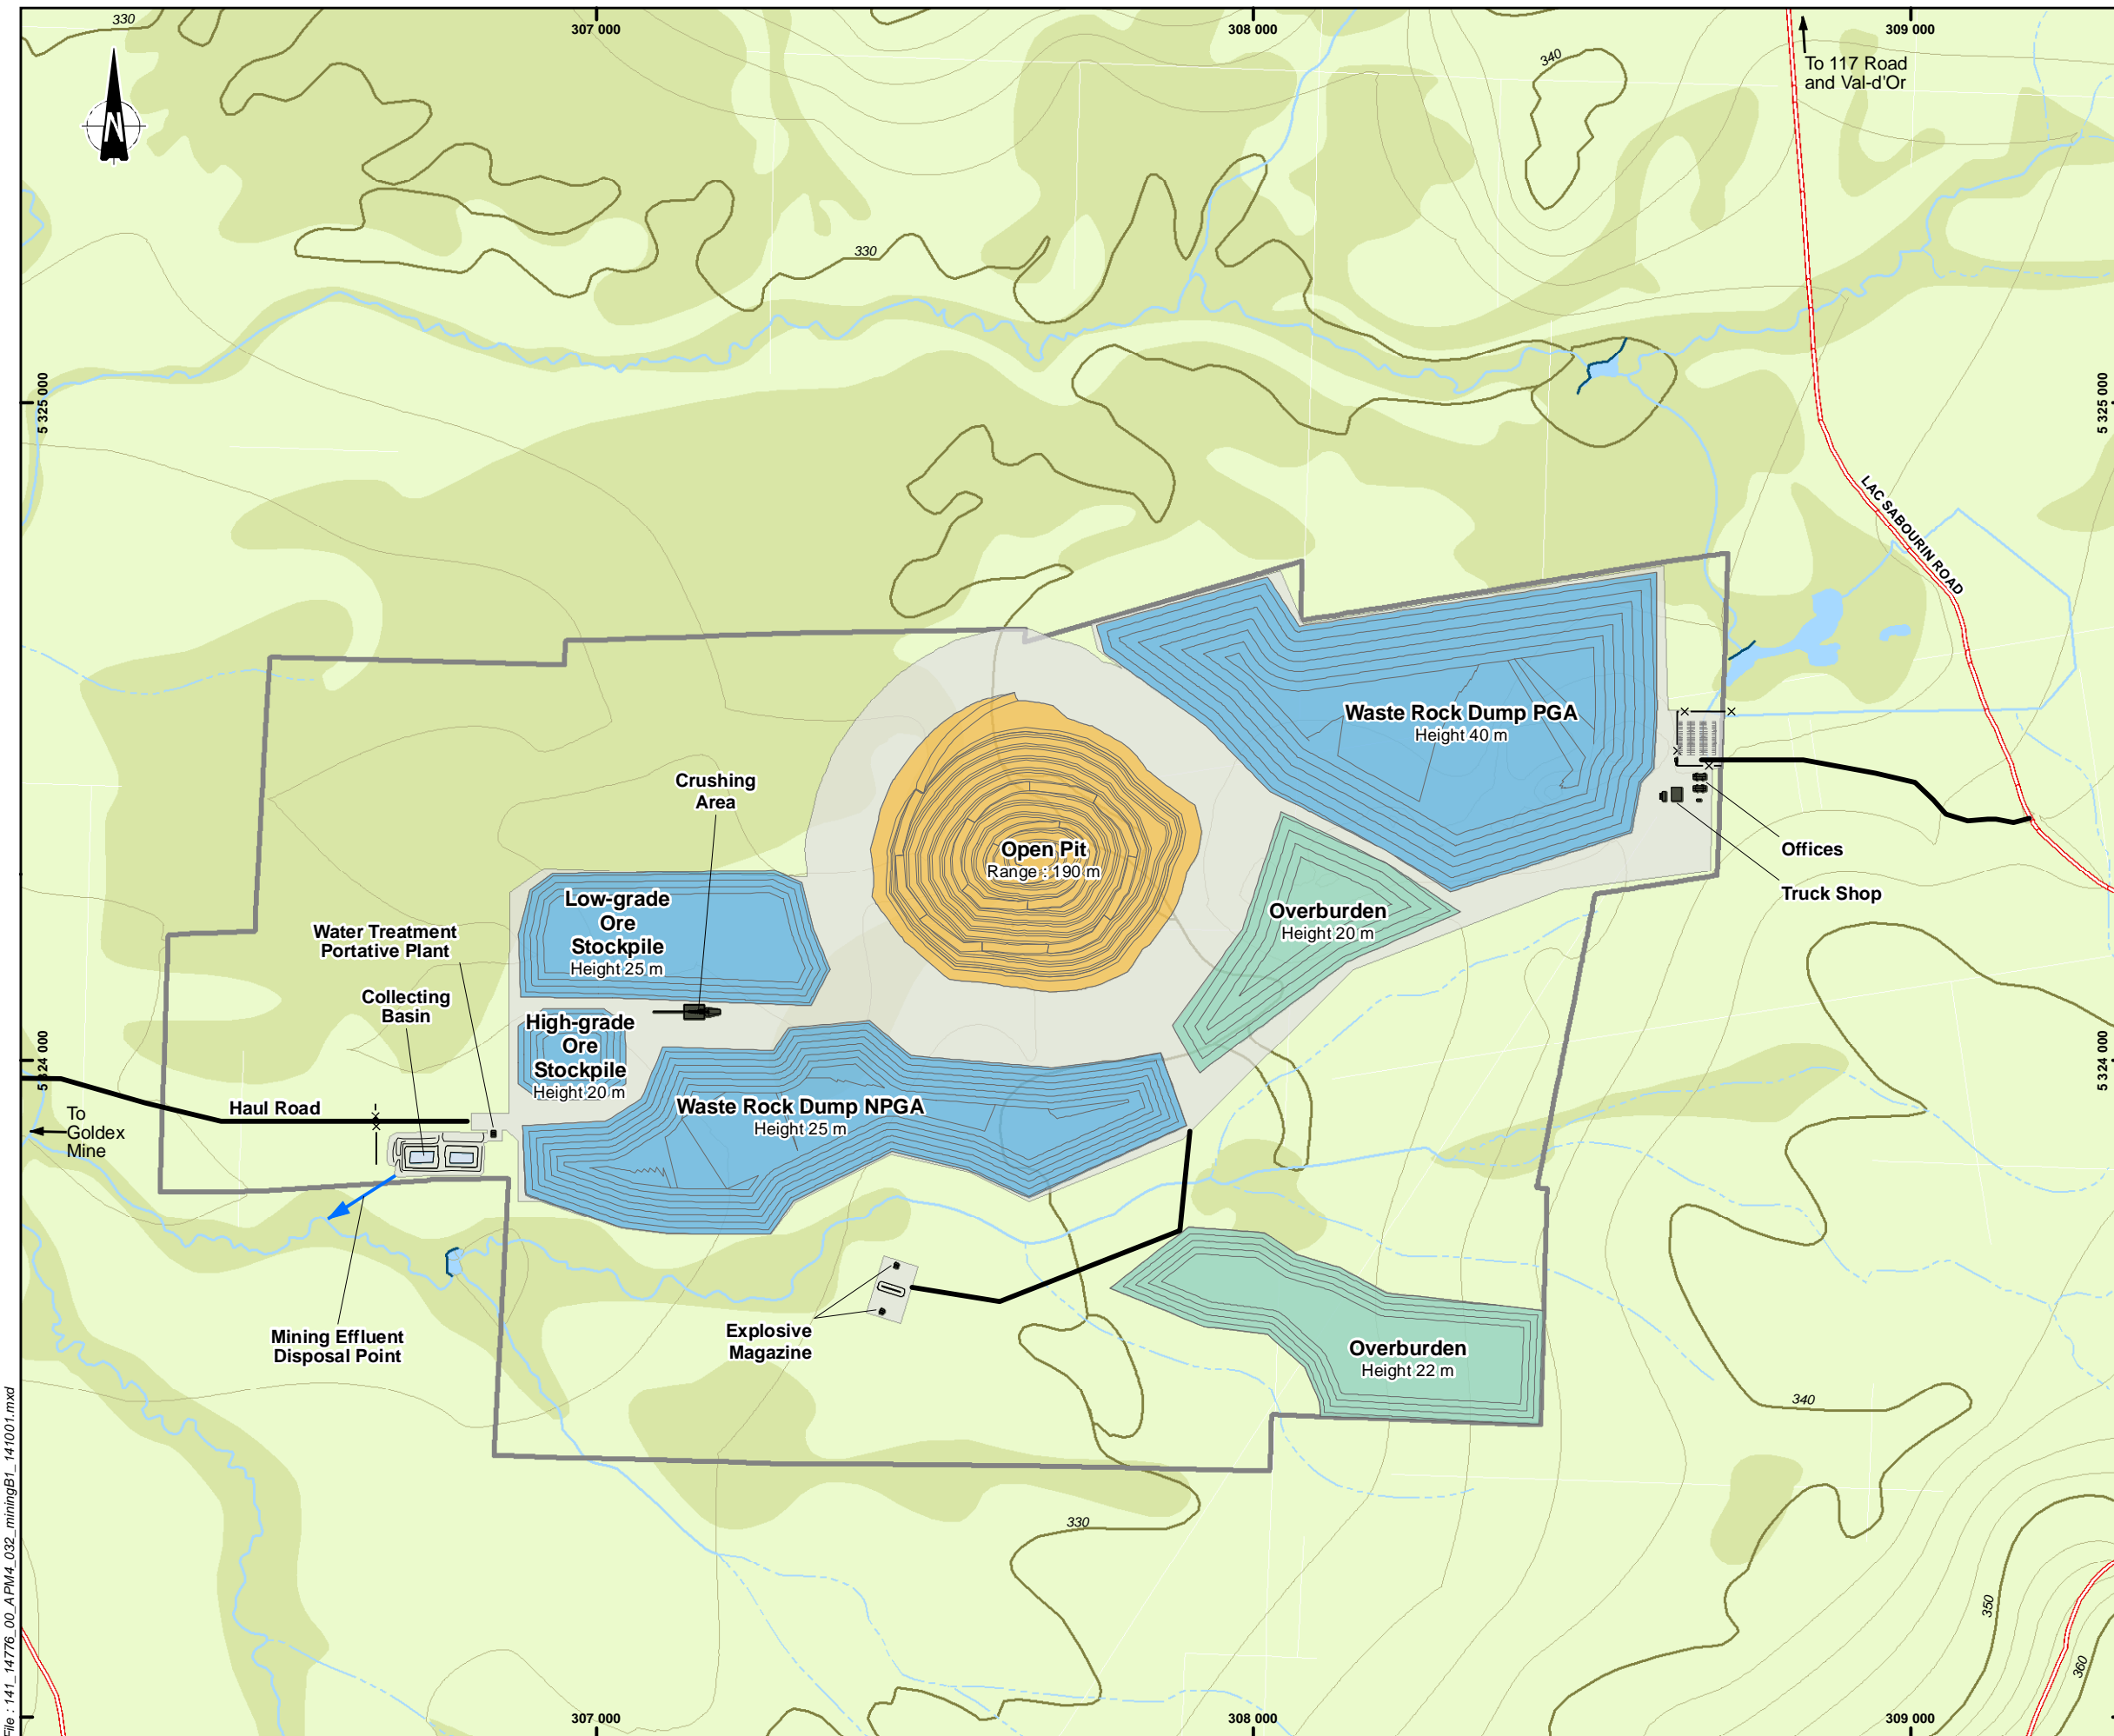 330
307 000
308 000
309 000
340
To 117 Road
and Val-d'Or
N
330
5 325 000
5 325 000
LAC SABOURIN ROAD
Waste Rock Dump PGA
Height 40 m
Crushing
Area
Open Pit
Range : 190 m
Offices
Truck Shop
Low-grade
Ore
Stockpile
Height 25 m
Overburden
Height 20 m
Water Treatment
Portative Plant
Collecting
Basin
High-grade
Ore
Stockpile
Height 20 m
5 324 000
5 324 000
Haul Road
To
Goldex
Mine
Waste Rock Dump NPGA
Height 25 m
Mining Effluent
Disposal Point
Explosive
Magazine
Overburden
Height 22 m
340
330
350
360
File : 141_14776_00_APM4_032_miningB1_141001.mxd
307 000
308 000
309 000